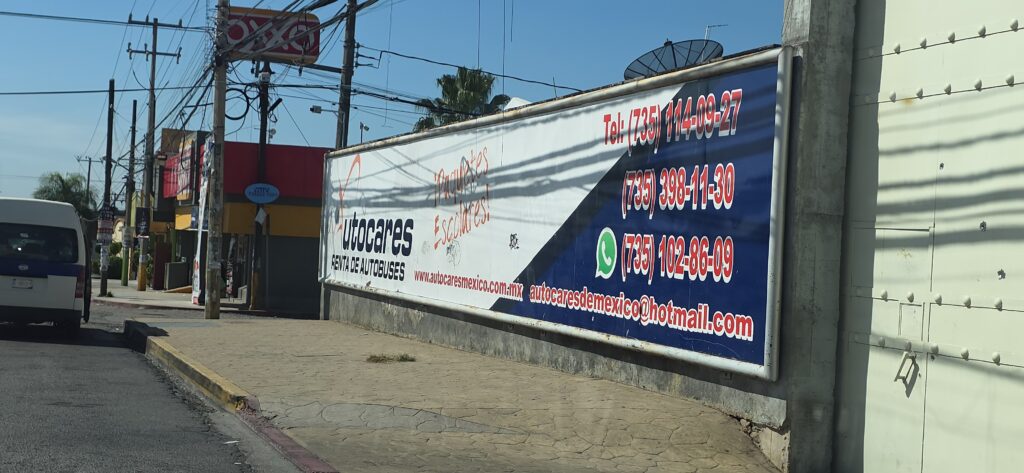 OXXO
¡Paquetes
Escolares!
utocares
RENTA DE AUTOBUSES
www.autocaresmexico.com.mx
Tel: (735) 114-09-27
(735) 398-11-30
(735) 102-86-09
autocaresdemexico@hotmail.com